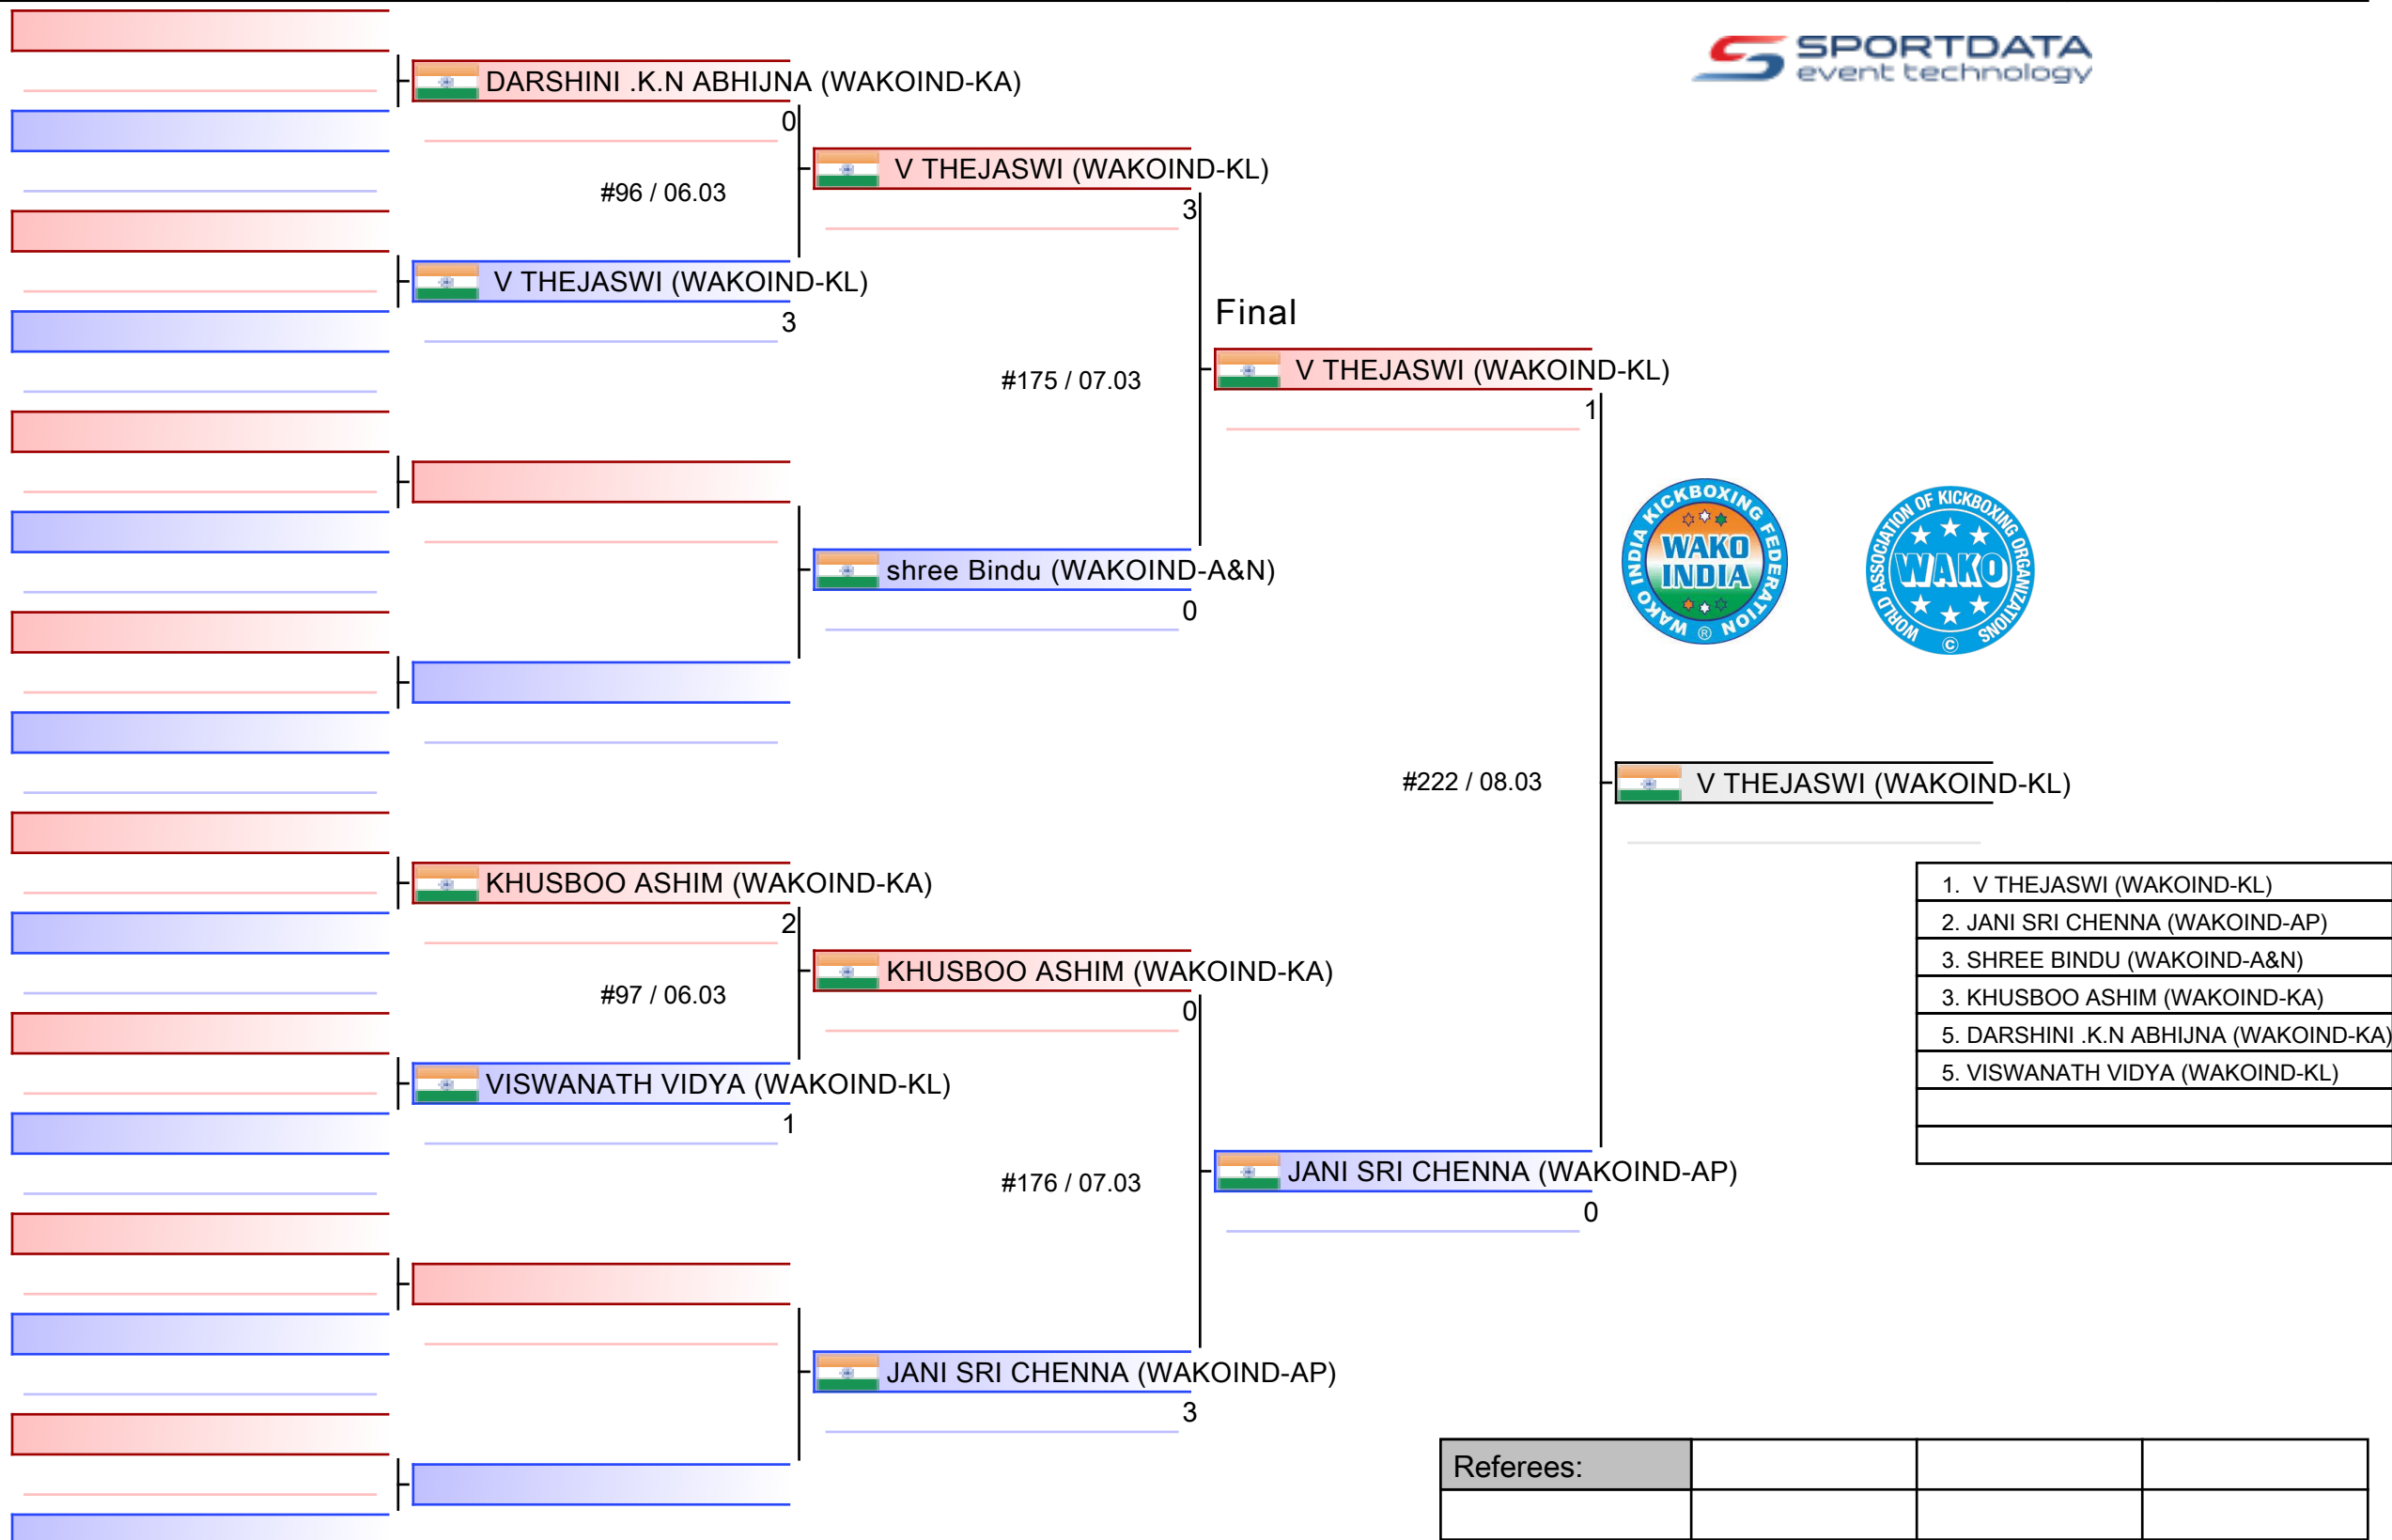 SPORTDATA
event technology
DARSHINI .K.N ABHIJNA (WAKOIND-KA)
0
#96 / 06.03
V THEJASWI (WAKOIND-KL)
3
V THEJASWI (WAKOIND-KL)
3
#175 / 07.03
shree Bindu (WAKOIND-A&N)
0
Final
V THEJASWI (WAKOIND-KL)
1
WAKO INDIA KICKBOXING FEDERATION
WAKO
INDIA
®
WORLD ASSOCIATION OF KICKBOXING ORGANIZATIONS
WAKO
©
#222 / 08.03
V THEJASWI (WAKOIND-KL)
KHUSBOO ASHIM (WAKOIND-KA)
2
#97 / 06.03
VISWANATH VIDYA (WAKOIND-KL)
1
KHUSBOO ASHIM (WAKOIND-KA)
0
#176 / 07.03
JANI SRI CHENNA (WAKOIND-AP)
3
JANI SRI CHENNA (WAKOIND-AP)
0
1. V THEJASWI (WAKOIND-KL)
2. JANI SRI CHENNA (WAKOIND-AP)
3. SHREE BINDU (WAKOIND-A&N)
3. KHUSBOO ASHIM (WAKOIND-KA)
5. DARSHINI .K.N ABHIJNA (WAKOIND-KA)
5. VISWANATH VIDYA (WAKOIND-KL)
Referees: